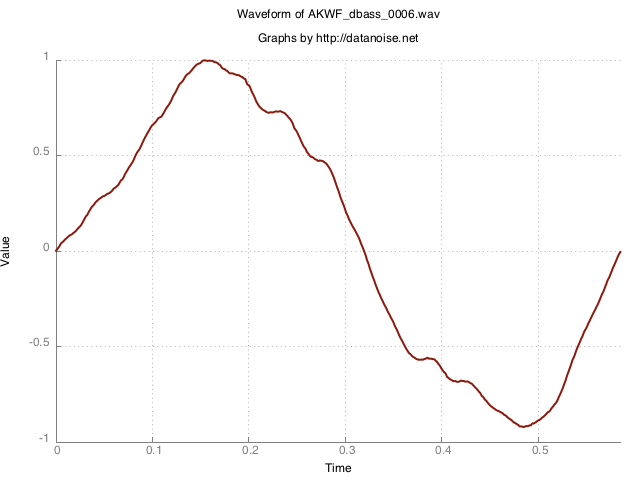 Waveform of AKWF_dbass_0006.wav
Graphs by http://datanoise.net
1
0.5
0
-0.5
-1
Value
0
0.1
0.2
0.3
0.4
0.5
Time